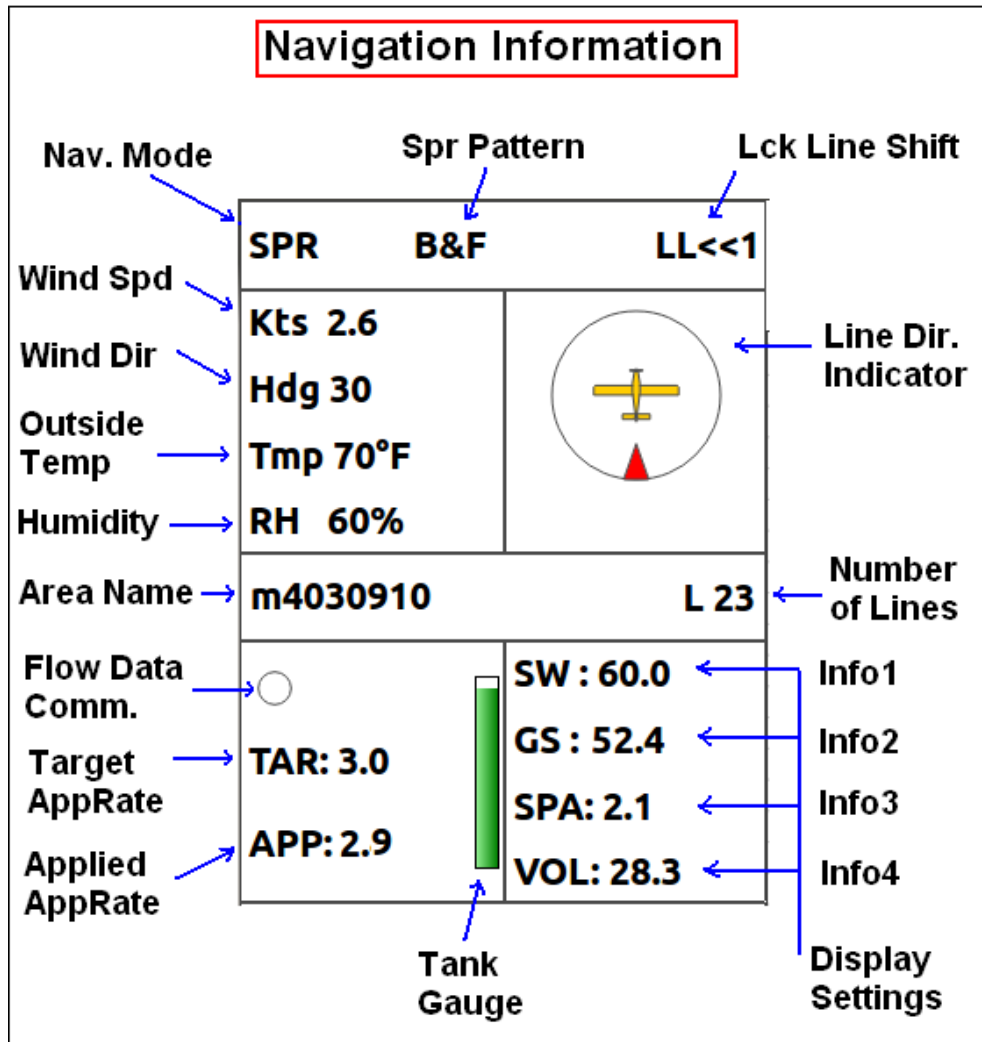 Navigation Information
Nav. Mode
Spr Pattern
Lck Line Shift
SPR B&F LL<<1
Wind Spd
Kts 2.6
Wind Dir
Hdg 30
Line Dir.
Indicator
Outside
Temp
Tmp 70°F
Humidity
RH 60%
Area Name
m4030910 L 23
Number
of Lines
Flow Data
Comm.
SW : 60.0
Info1
Target
AppRate
TAR: 3.0
GS : 52.4
Info2
SPA: 2.1
Info3
Applied
AppRate
APP: 2.9
VOL: 28.3
Info4
Tank
Gauge
Display
Settings